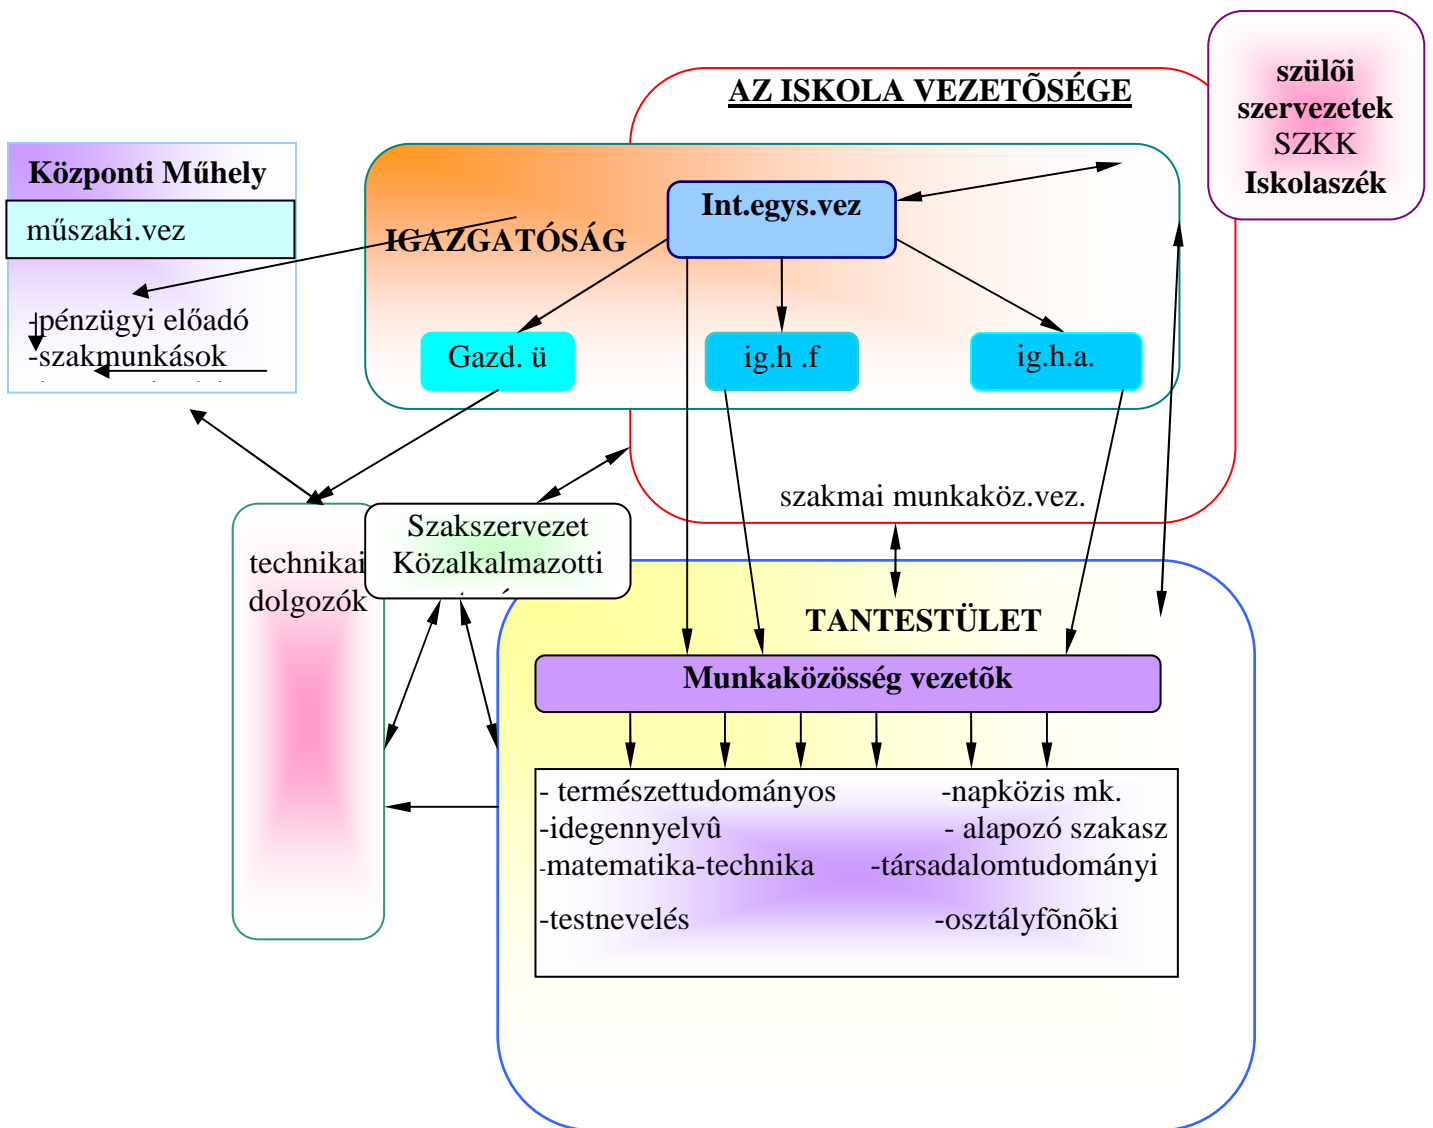 szülõi
szervezetek
SZKK
Iskolaszék
AZ ISKOLA VEZETÕSÉGE
Központi Műhely
műszaki.vez
-pénzügyi előadó
-szakmunkások
IGAZGATÓSÁG
Int.egys.vez
Gazd. ü
ig.h .f
ig.h.a.
szakmai munkaköz.vez.
technikai
dolgozók
Szakszervezet
Közalkalmazotti
TANTESTÜLET
Munkaközösség vezetõk
- természettudományos -napközis mk.
-idegennyelvû - alapozó szakasz
-matematika-technika -társadalomtudományi
-testnevelés -osztályfõnõki